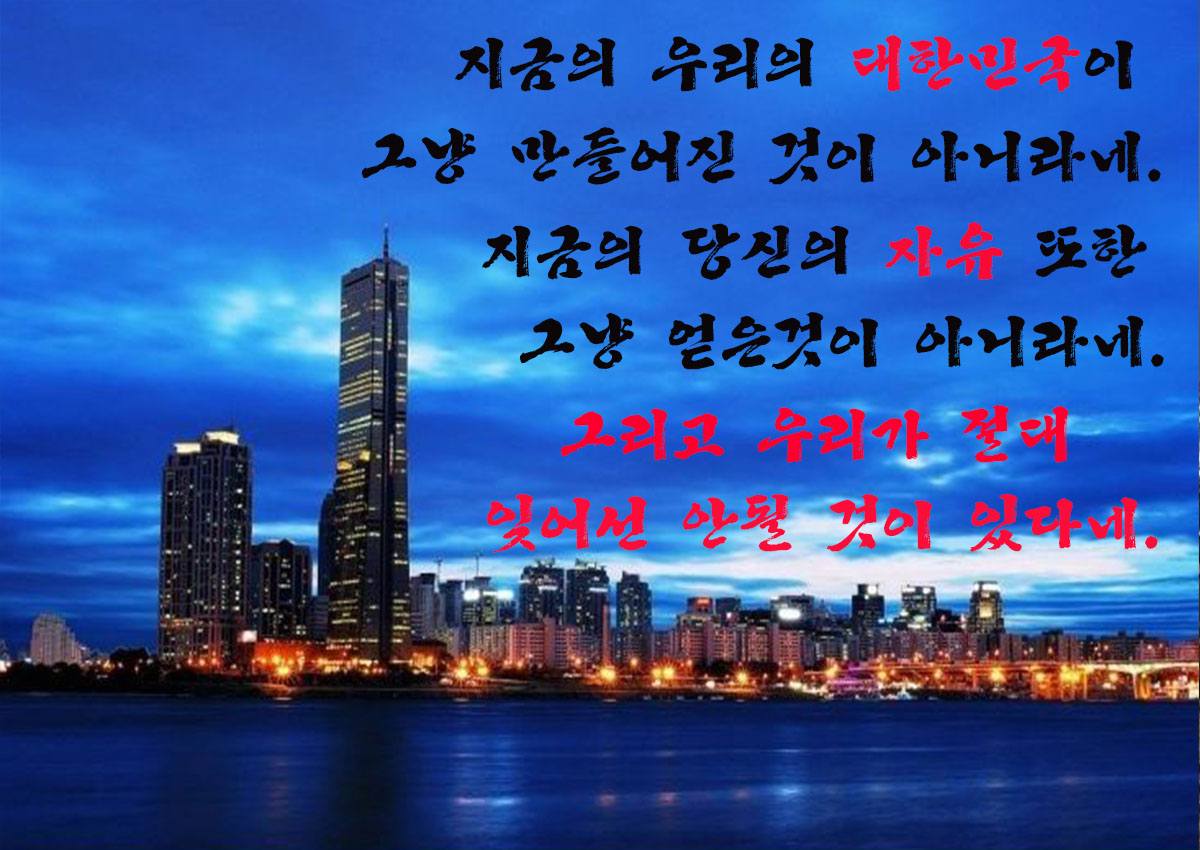 지금의 우리의 대한민국이
그냥 만들어진 것이 아니라네.
지금의 당신의 자유 또한
그냥 얻은것이 아니라네.
그리고 우리가 절대
잊어선 안될 것이 있다네.